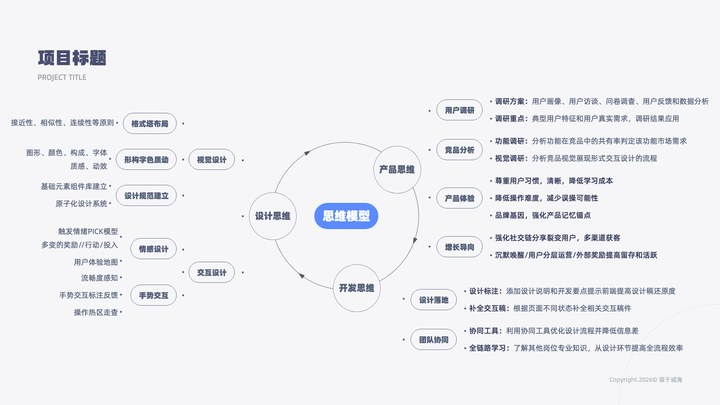 项目标题
PROJECT TITLE
思维模型
产品思维
用户调研
调研方案：用户画像、用户访谈、问卷调查、用户反馈和数据分析
调研重点：典型用户特征和用户真实需求，调研结果应用
竞品分析
功能调研：分析功能在竞品中的共有率判定该功能市场需求
视觉调研：分析竞品视觉展现形式交互设计的流程
产品体验
尊重用户习惯，清晰，降低学习成本
降低操作难度，减少误操可能性
品牌基因，强化产品记忆锚点
增长导向
强化社交链分享裂变用户，多渠道获客
沉默唤醒/用户分层运营/外部奖励提高留存和活跃
开发思维
设计落地
设计标注：添加设计说明和开发要点提示前端提高设计稿还原度
补全交互稿：根据页面不同状态补全相关交互稿件
团队协同
协同工具：利用协同工具优化设计流程并降低信息差
全链路学习：了解其他岗位专业知识，从设计环节提高全流程效率
设计思维
视觉设计
格式塔布局
接近性、相似性、连续性等原则
形构字色质动
图形、颜色、构成、字体
质感、动效
设计规范建立
基础元素组件库建立
原子化设计系统
交互设计
情感设计
触发情绪PICK模型
多变的奖励//行动/投入
用户体验地图
流畅度感知
手势交互
手势交互标注反馈
操作热区走查
Copyright.2026©